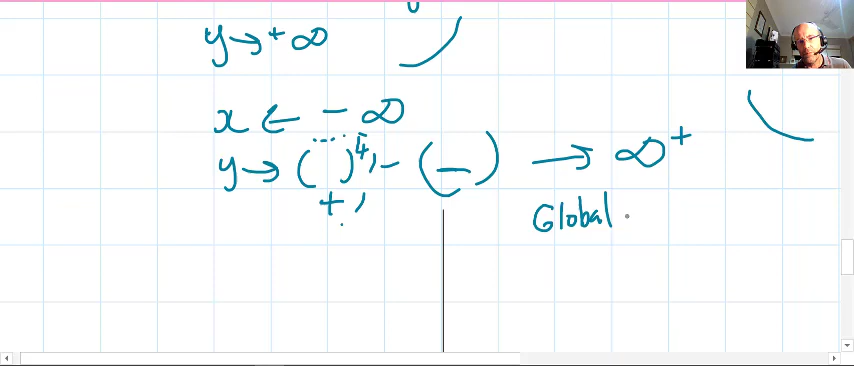 y → + ∞
x ← - ∞
y → ( )⁴ - ( - ) → ∞⁺
+
Global